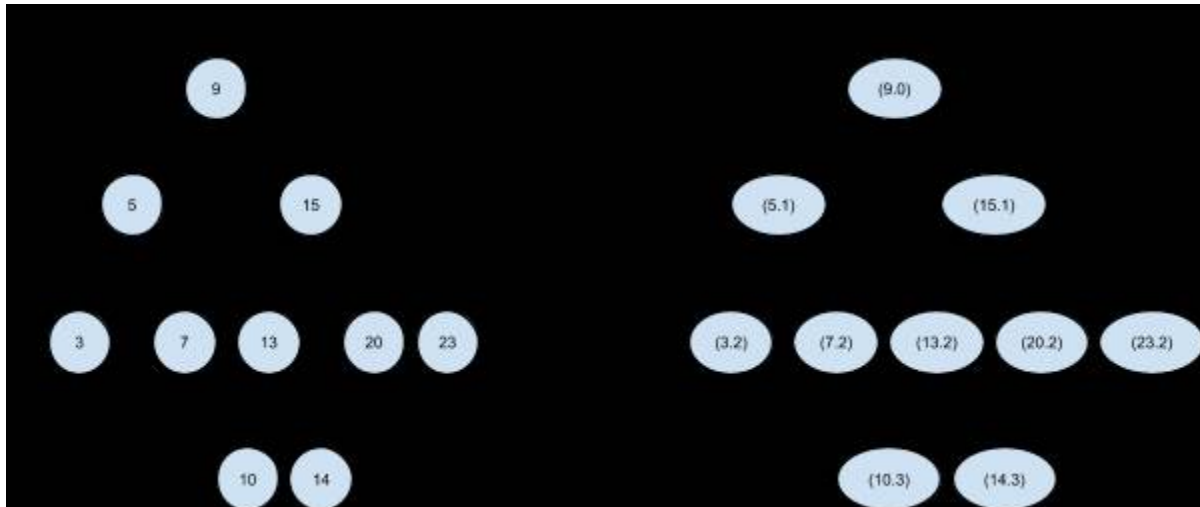 9 (9.0)
5 15 (5.1) (15.1)
3 7 13 20 23 (3.2) (7.2) (13.2) (20.2) (23.2)
10 14 (10.3) (14.3)